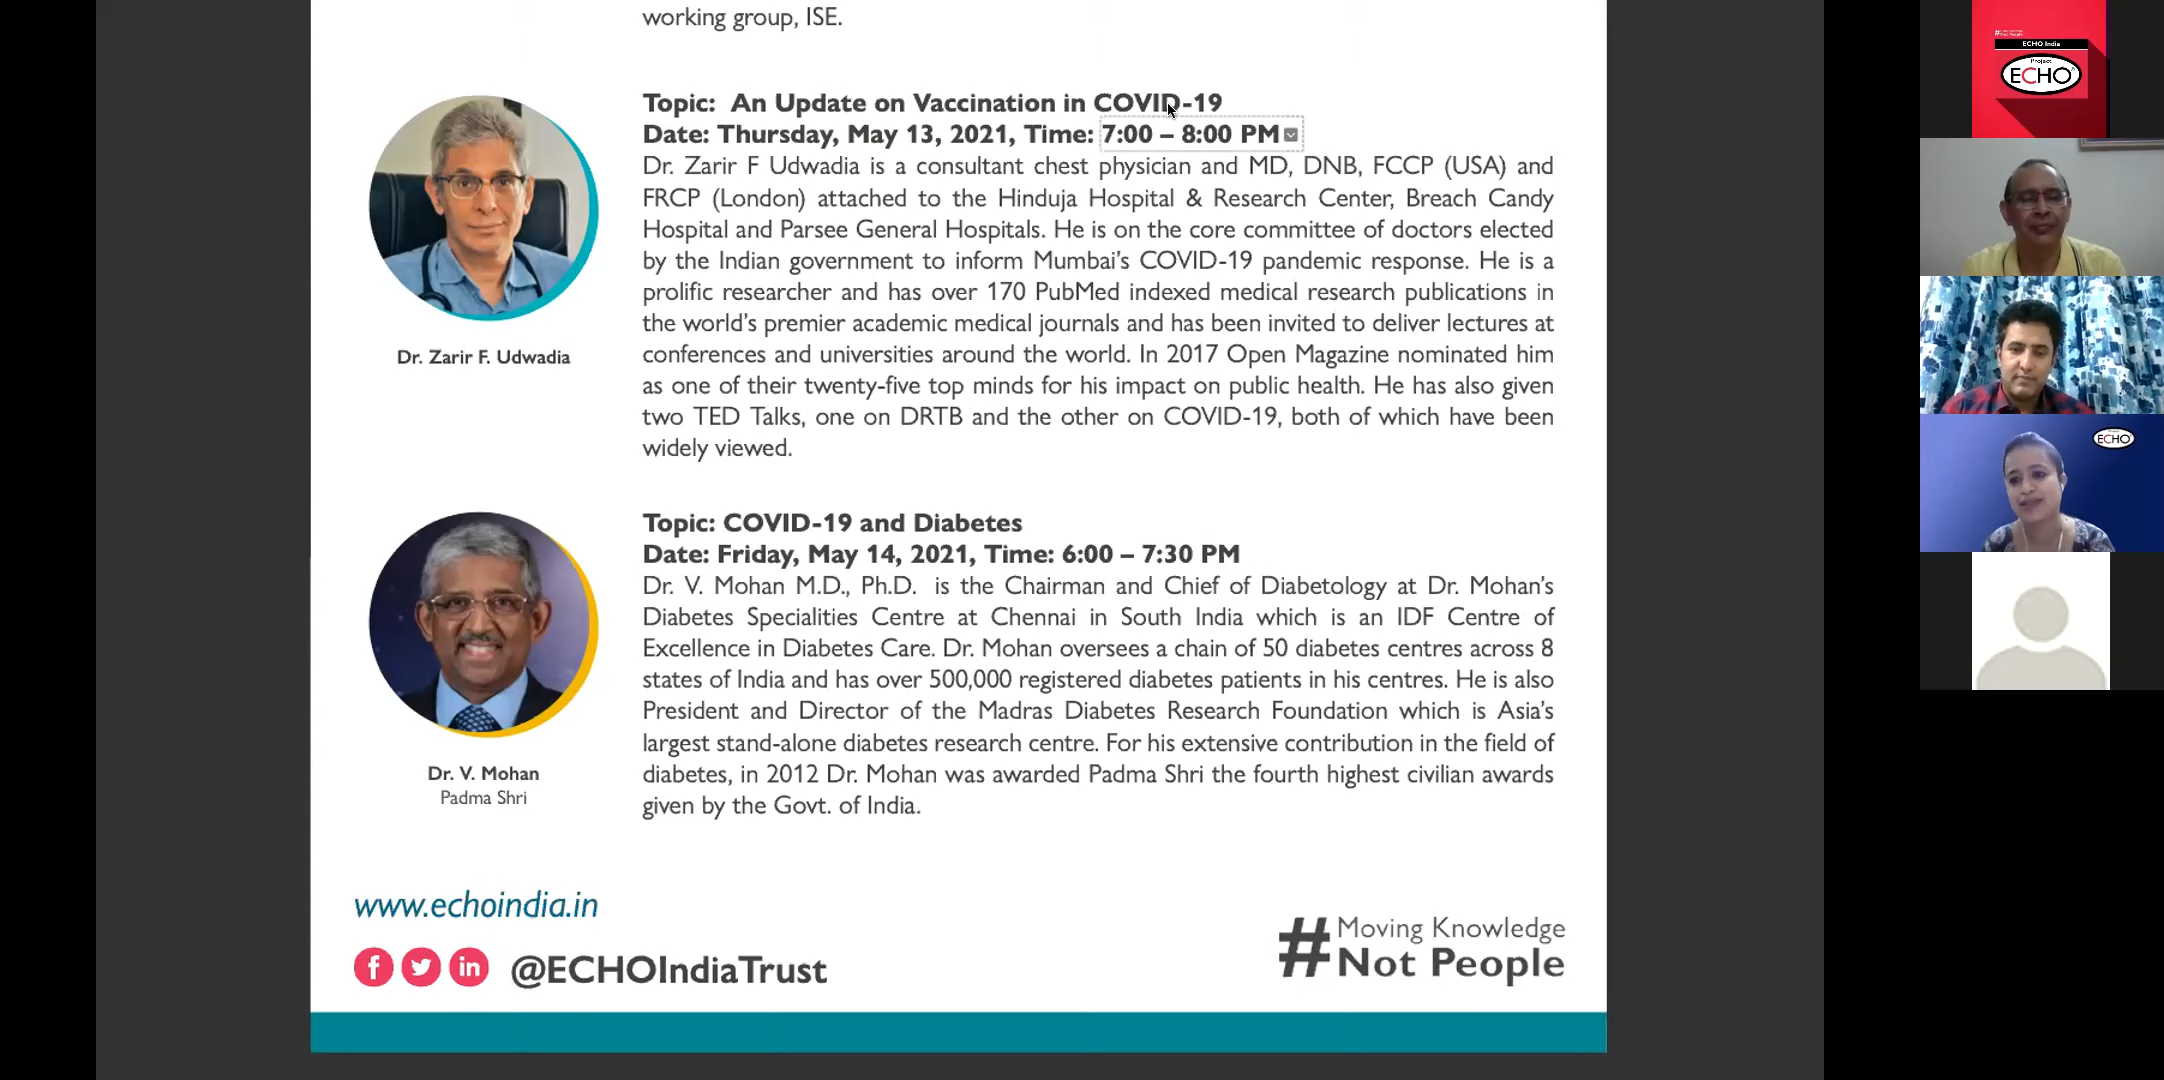 working group, ISE.
Topic: An Update on Vaccination in COVID-19
Date: Thursday, May 13, 2021, Time: 7:00 – 8:00 PM
Dr. Zarir F Udwadia is a consultant chest physician and MD, DNB, FCCP (USA) and
FRCP (London) attached to the Hinduja Hospital & Research Center, Breach Candy
Hospital and Parsee General Hospitals. He is on the core committee of doctors elected
by the Indian government to inform Mumbai's COVID-19 pandemic response. He is a
prolific researcher and has over 170 PubMed indexed medical research publications in
the world's premier academic medical journals and has been invited to deliver lectures at
conferences and universities around the world. In 2017 Open Magazine nominated him
as one of their twenty-five top minds for his impact on public health. He has also given
two TED Talks, one on DRTB and the other on COVID-19, both of which have been
widely viewed.
Dr. Zarir F. Udwadia
Topic: COVID-19 and Diabetes
Date: Friday, May 14, 2021, Time: 6:00 – 7:30 PM
Dr. V. Mohan M.D., Ph.D. is the Chairman and Chief of Diabetology at Dr. Mohan's
Diabetes Specialities Centre at Chennai in South India which is an IDF Centre of
Excellence in Diabetes Care. Dr. Mohan oversees a chain of 50 diabetes centres across 8
states of India and has over 500,000 registered diabetes patients in his centres. He is also
President and Director of the Madras Diabetes Research Foundation which is Asia's
largest stand-alone diabetes research centre. For his extensive contribution in the field of
diabetes, in 2012 Dr. Mohan was awarded Padma Shri the fourth highest civilian awards
given by the Govt. of India.
Dr. V. Mohan
Padma Shri
www.echoindia.in
@ECHOIndiaTrust
# Moving Knowledge
Not People
ECHO India
Project
ECHO
ECHO